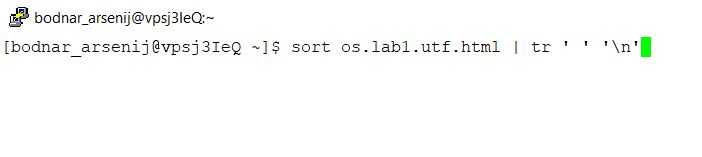 bodnar_arsenij@vpsj3IeQ:~
[bodnar_arsenij@vpsj3IeQ ~]$ sort os.lab1.utf.html | tr ' ' '\n'